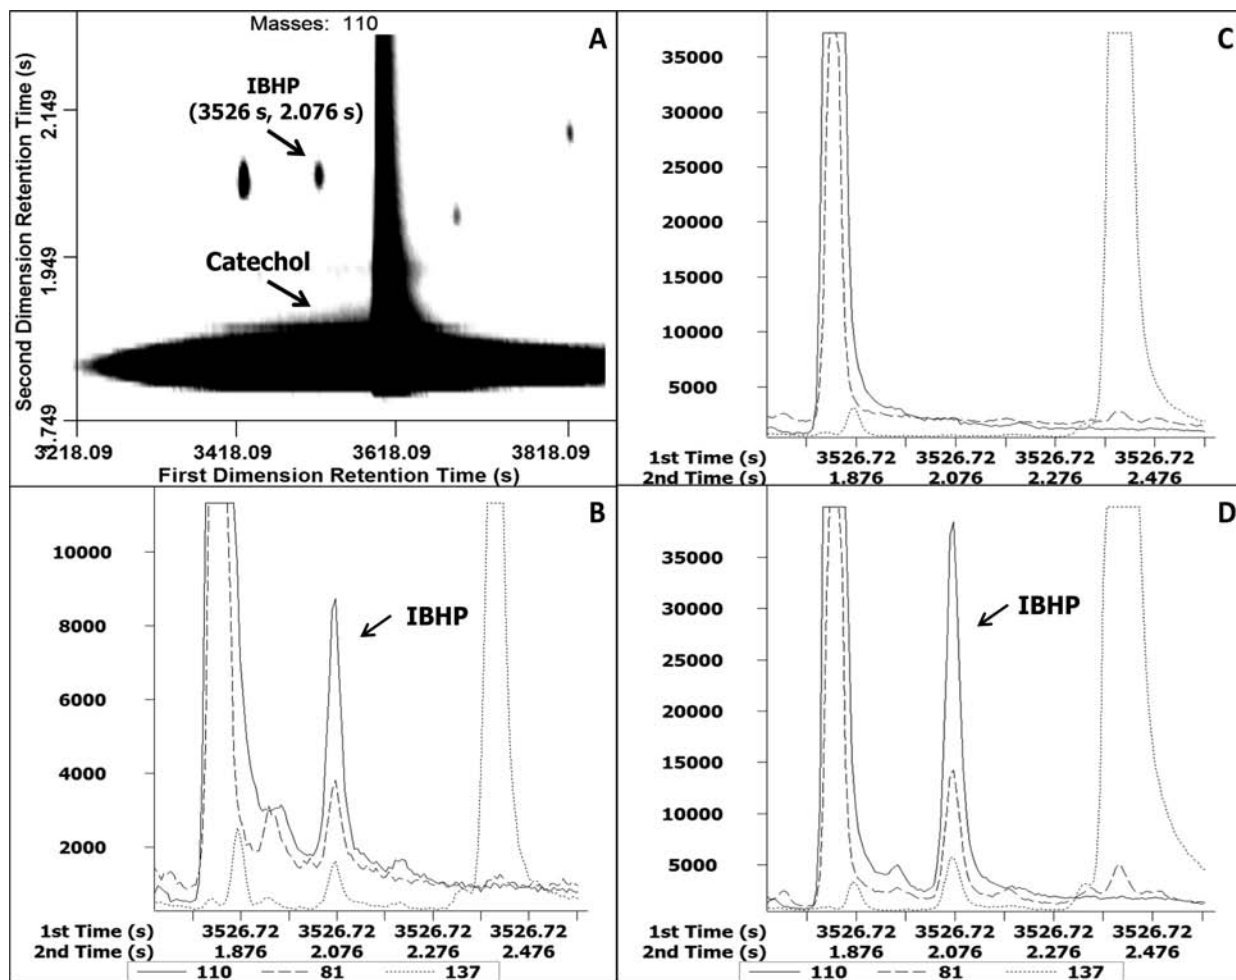 Masses: 110
A
Second Dimension Retention Time (s)
2.149
1.949
1.749
IBHP
(3526 s, 2.076 s)
Catechol
3218.09 3418.09 3618.09 3818.09
First Dimension Retention Time (s)
C
35000
30000
25000
20000
15000
10000
5000
1st Time (s) 3526.72 3526.72 3526.72 3526.72
2nd Time (s) 1.876 2.076 2.276 2.476
B
10000
8000
6000
4000
2000
IBHP
1st Time (s) 3526.72 3526.72 3526.72 3526.72
2nd Time (s) 1.876 2.076 2.276 2.476
110 81 137
D
35000
30000
25000
20000
15000
10000
5000
IBHP
1st Time (s) 3526.72 3526.72 3526.72 3526.72
2nd Time (s) 1.876 2.076 2.276 2.476
110 81 137